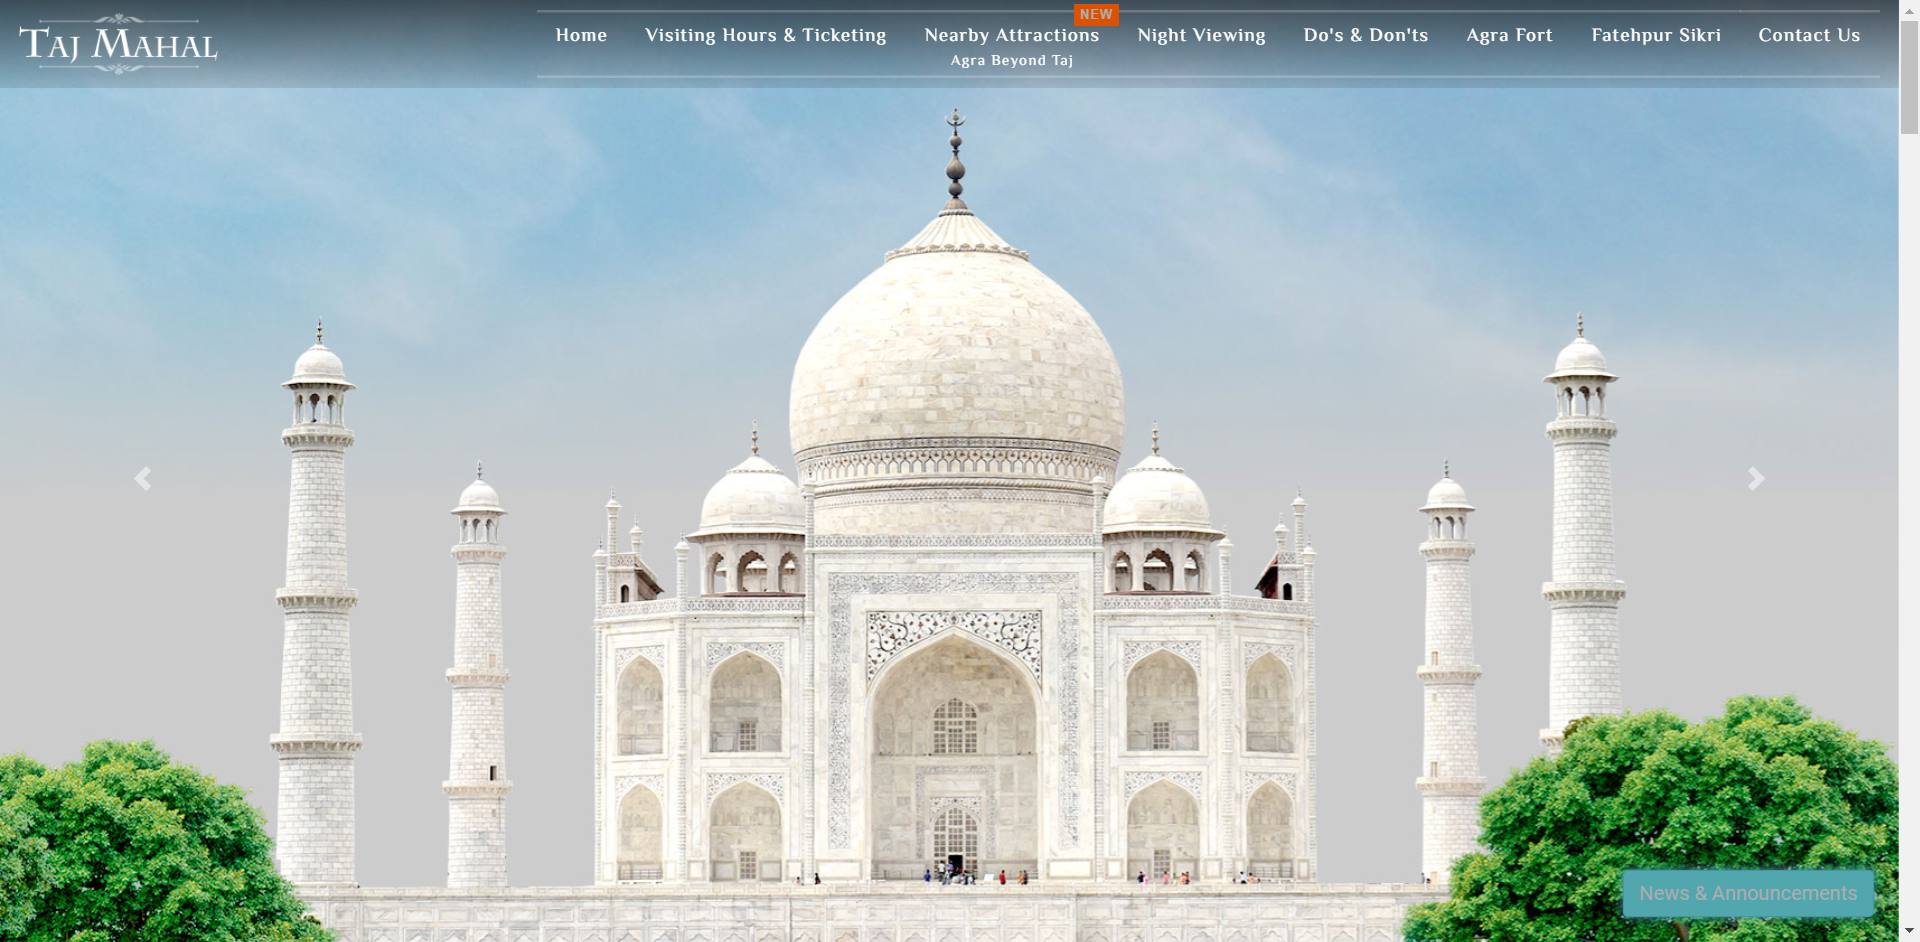 Taj Mahal
NEW
Home Visiting Hours & Ticketing Nearby Attractions Night Viewing Do's & Don'ts Agra Fort Fatehpur Sikri Contact Us
Agra Beyond Taj
News & Announcements